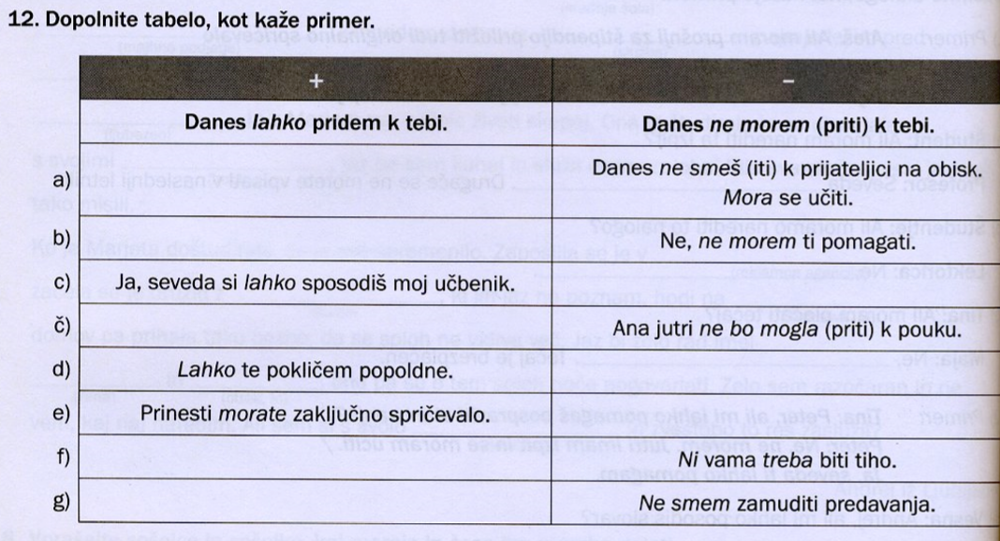 12. Dopolnite tabelo, kot kaže primer.
+ –
Danes lahko pridem k tebi. Danes ne morem (priti) k tebi.
a) Danes ne smeš (iti) k prijateljici na obisk.
Mora se učiti.
b) Ne, ne morem ti pomagati.
c) Ja, seveda si lahko sposodiš moj učbenik.
č) Ana jutri ne bo mogla (priti) k pouku.
d) Lahko te pokličem popoldne.
e) Prinesti morate zaključno spričevalo.
f) Ni vama treba biti tiho.
g) Ne smem zamuditi predavanja.